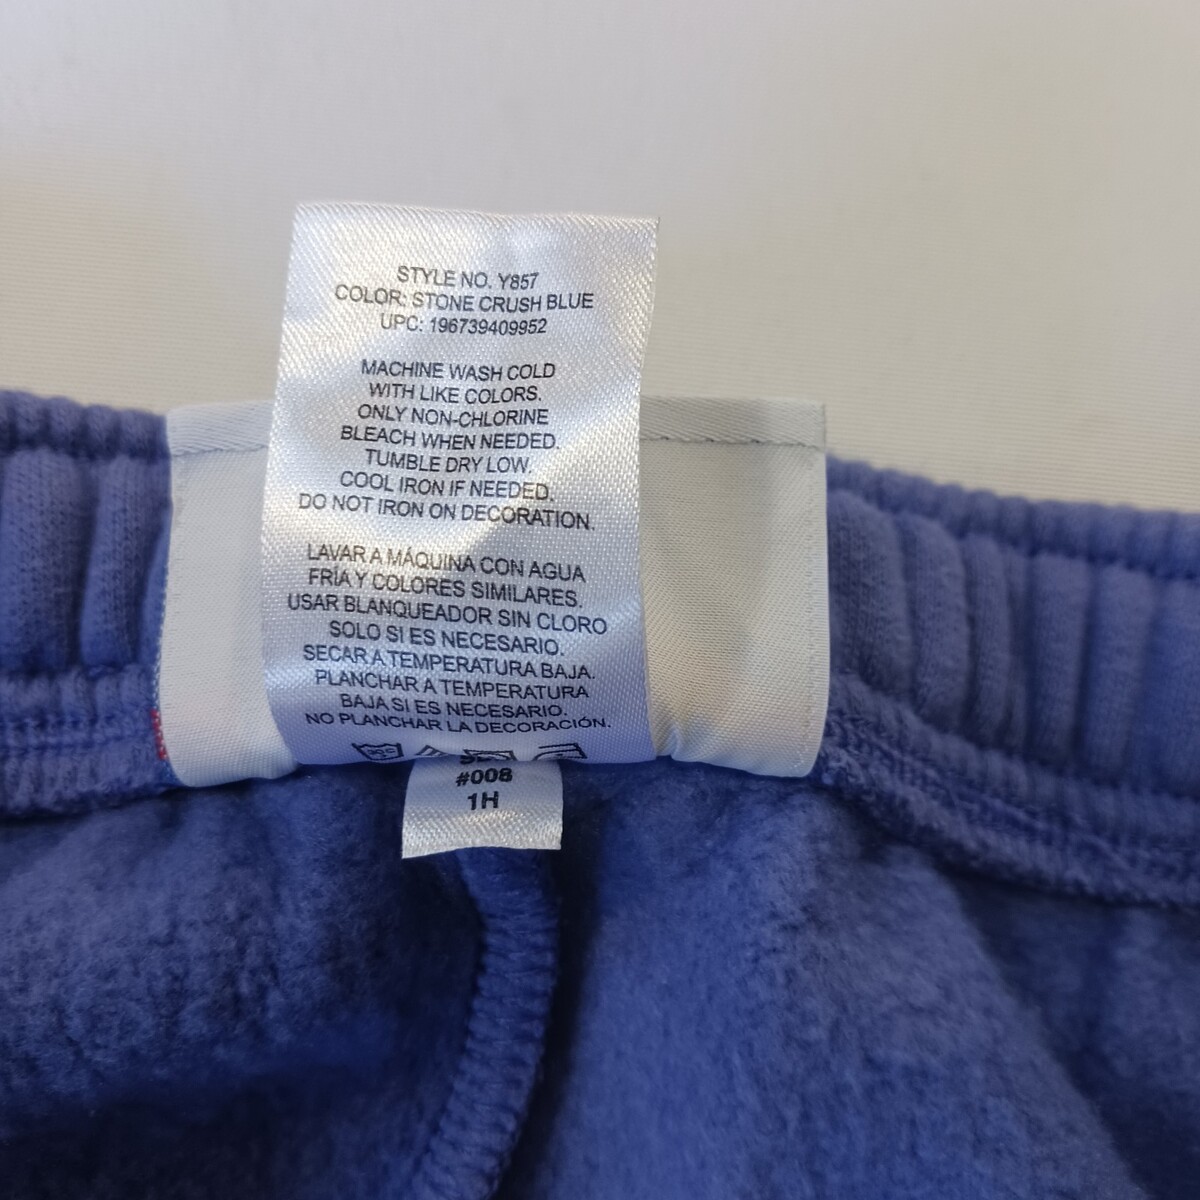 STYLE NO. Y857
COLOR: STONE CRUSH BLUE
UPC: 196739409952
MACHINE WASH COLD
WITH LIKE COLORS.
ONLY NON-CHLORINE
BLEACH WHEN NEEDED.
TUMBLE DRY LOW.
COOL IRON IF NEEDED.
DO NOT IRON ON DECORATION.
LAVAR A MÁQUINA CON AGUA
FRÍA Y COLORES SIMILARES.
USAR BLANQUEADOR SIN CLORO
SOLO SI ES NECESARIO.
SECAR A TEMPERATURA BAJA.
PLANCHAR A TEMPERATURA
BAJA SI ES NECESARIO.
NO PLANCHAR LA DECORACIÓN.
#008
1H